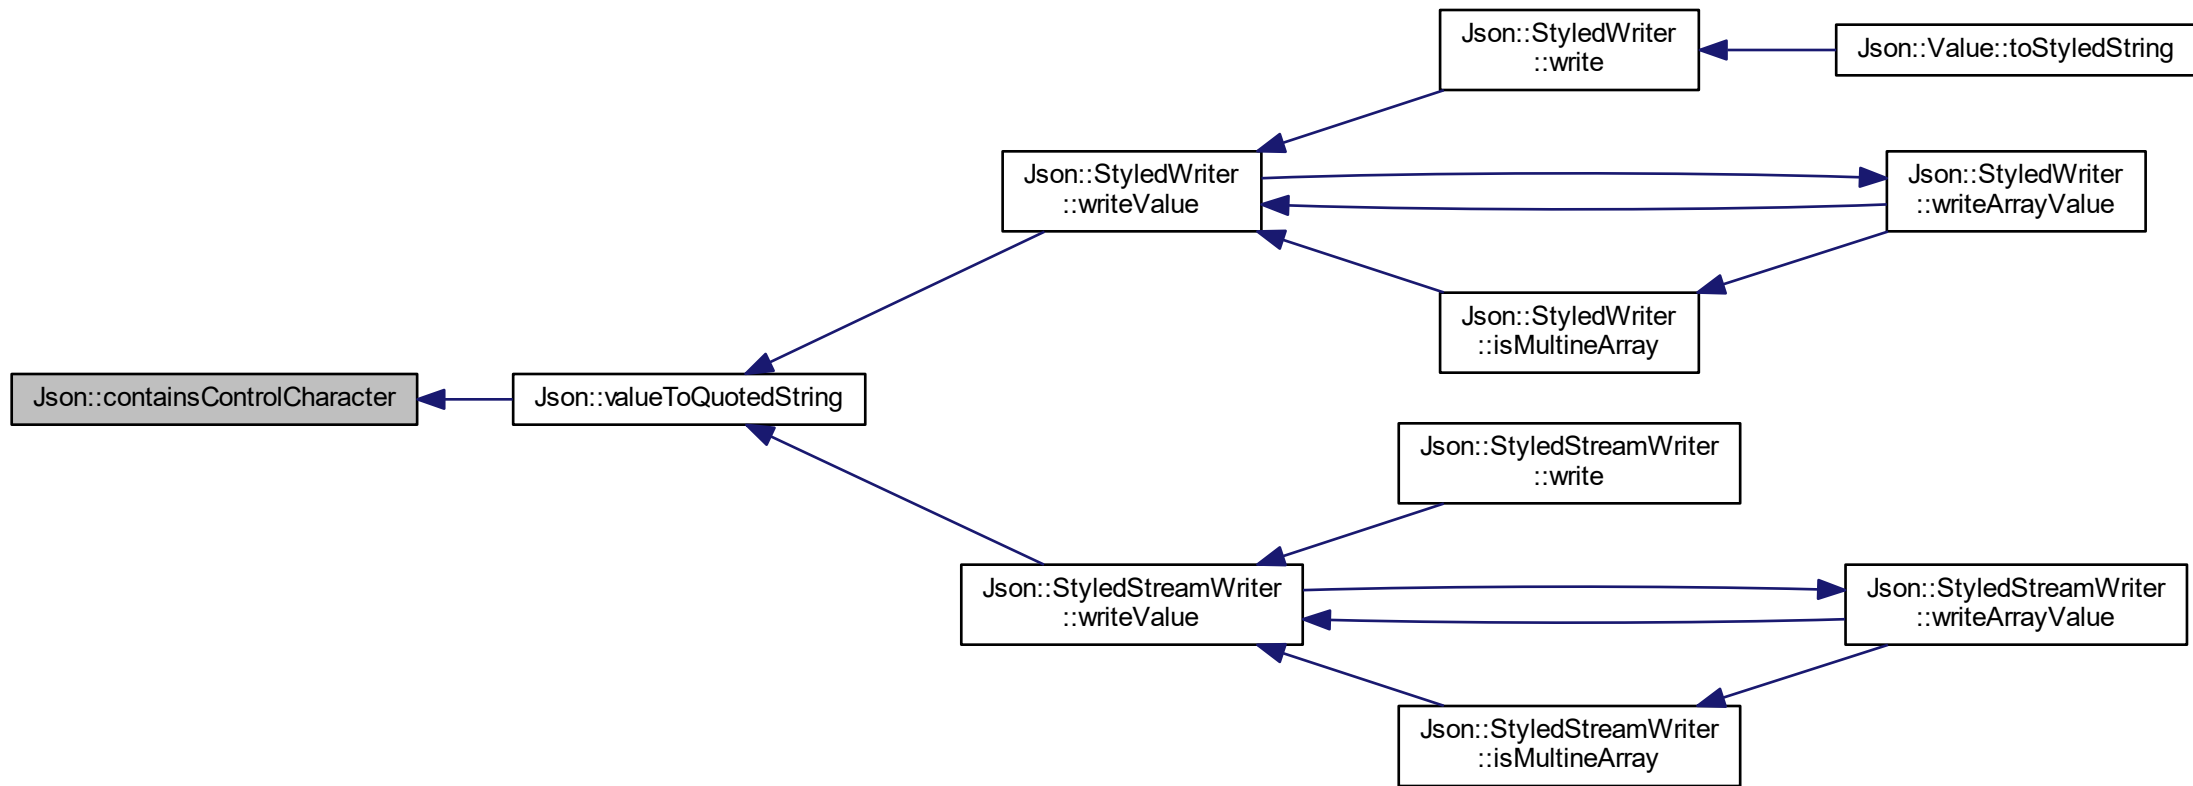 Json::StyledWriter
::write
Json::Value::toStyledString
Json::StyledWriter
::writeValue
Json::StyledWriter
::writeArrayValue
Json::StyledWriter
::isMultineArray
Json::containsControlCharacter
Json::valueToQuotedString
Json::StyledStreamWriter
::write
Json::StyledStreamWriter
::writeValue
Json::StyledStreamWriter
::writeArrayValue
Json::StyledStreamWriter
::isMultineArray